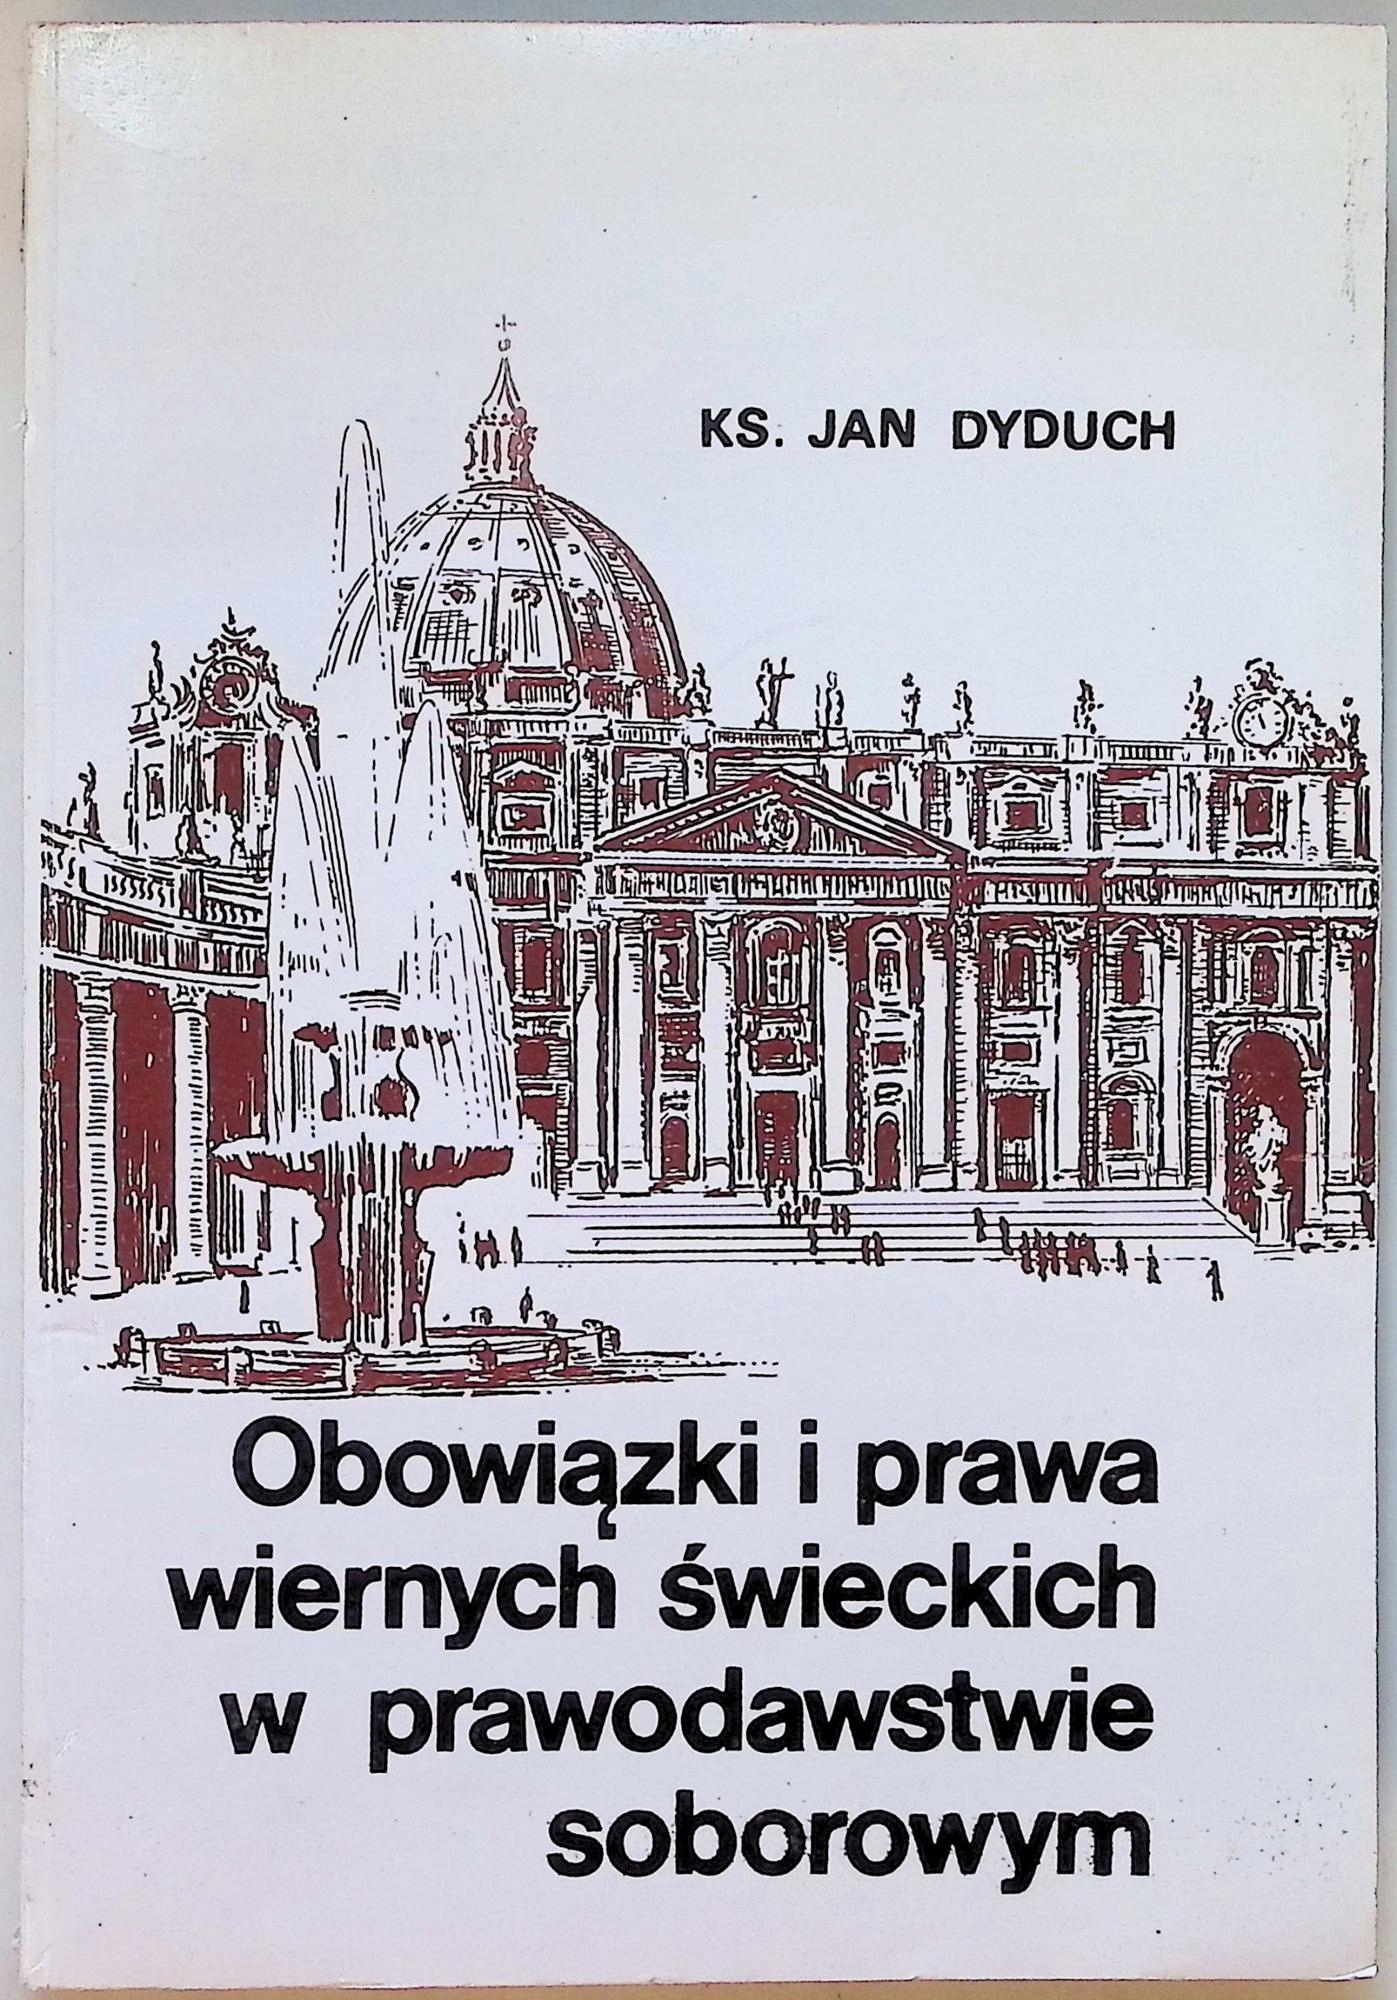 KS. JAN DYDUCH
Obowiązki i prawa
wiernych świeckich
w prawodawstwie
soborowym